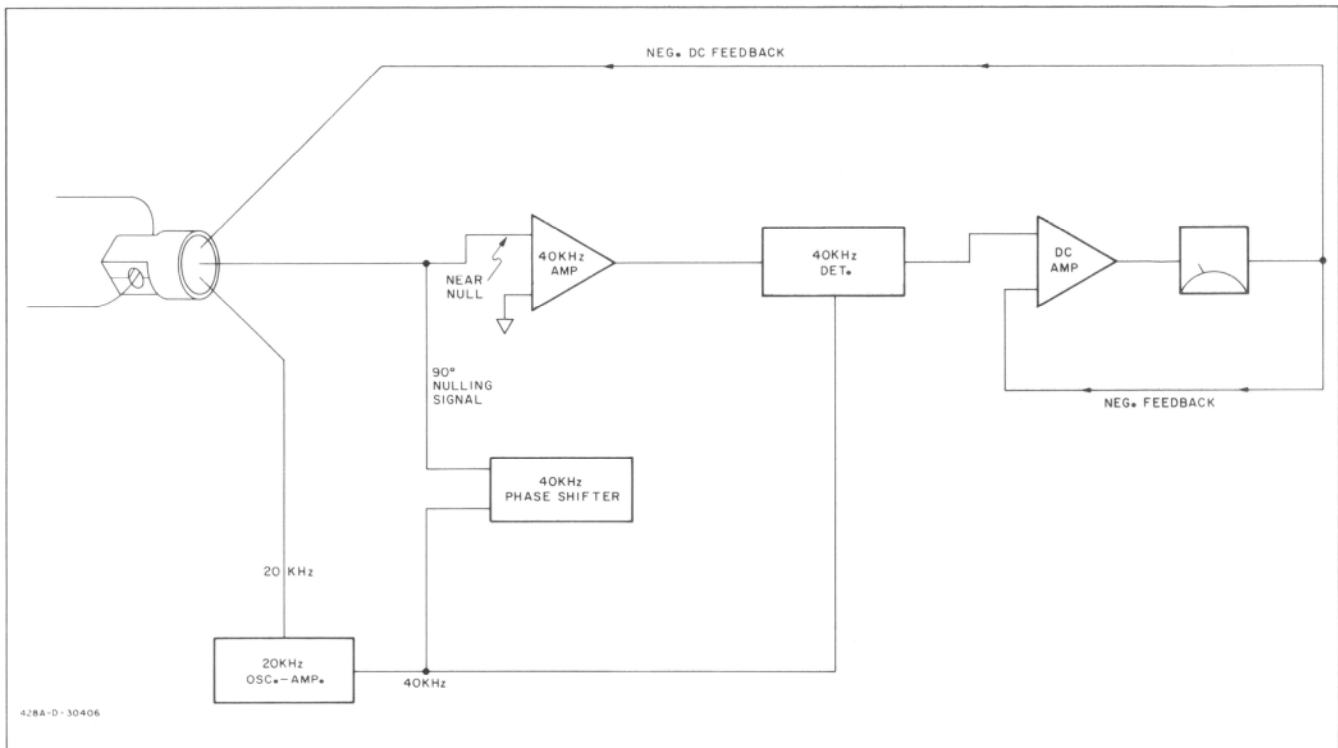 NEG. DC FEEDBACK
40KHz
AMP
NEAR
NULL
40KHz
DET.
DC
AMP
90°
NULLING
SIGNAL
NEG. FEEDBACK
40KHz
PHASE SHIFTER
20 KHz
20KHz
OSC.-AMP.
40KHz
428A-D-30406